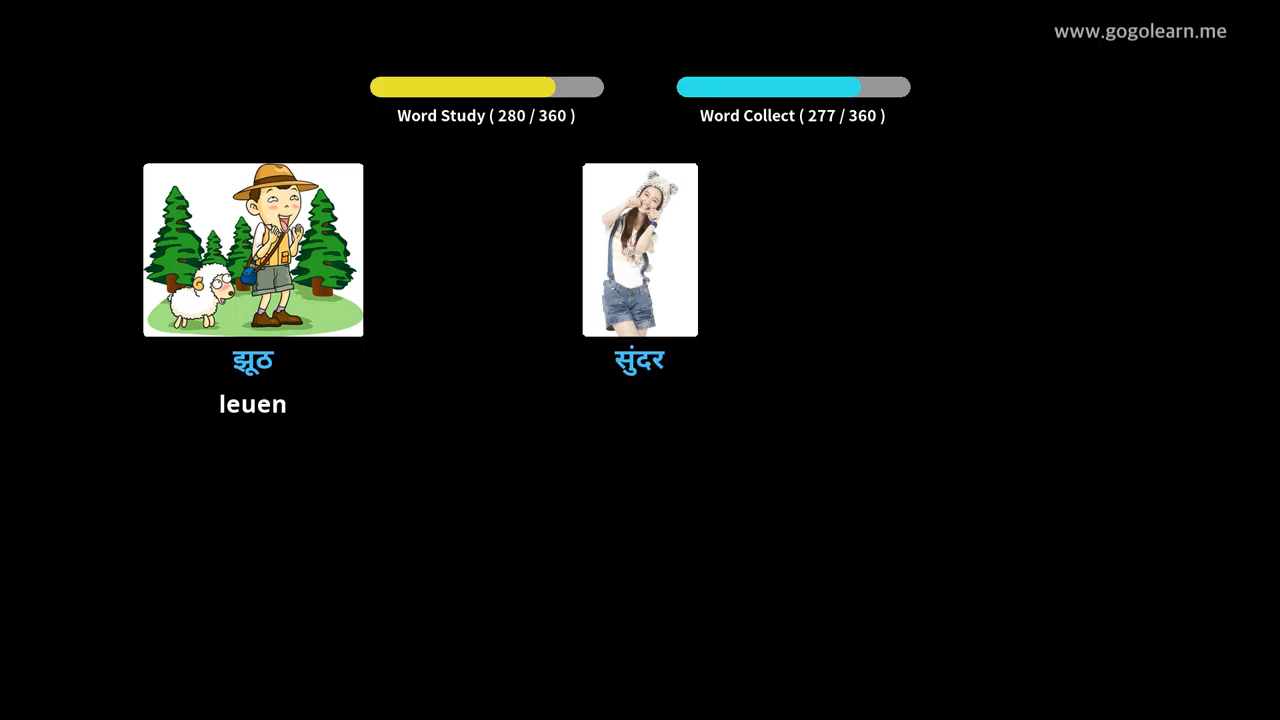 www.gogolearn.me
Word Study ( 280 / 360 )
Word Collect ( 277 / 360 )
झूठ
सुंदर
leuen